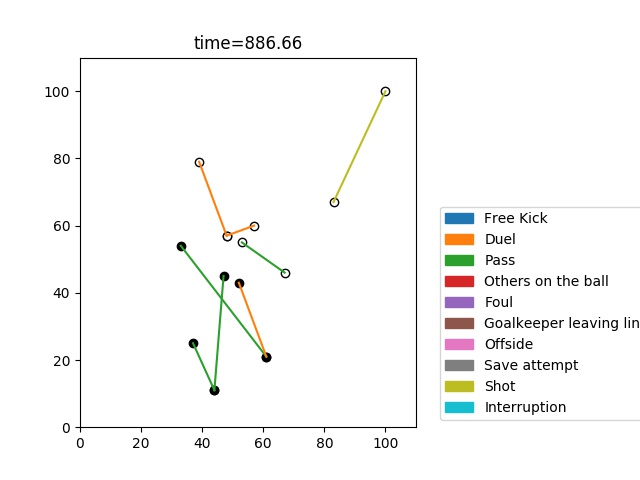 time=886.66
100
80
60
40
20
0
0 20 40 60 80 100
Free Kick
Duel
Pass
Others on the ball
Foul
Goalkeeper leaving lin
Offside
Save attempt
Shot
Interruption